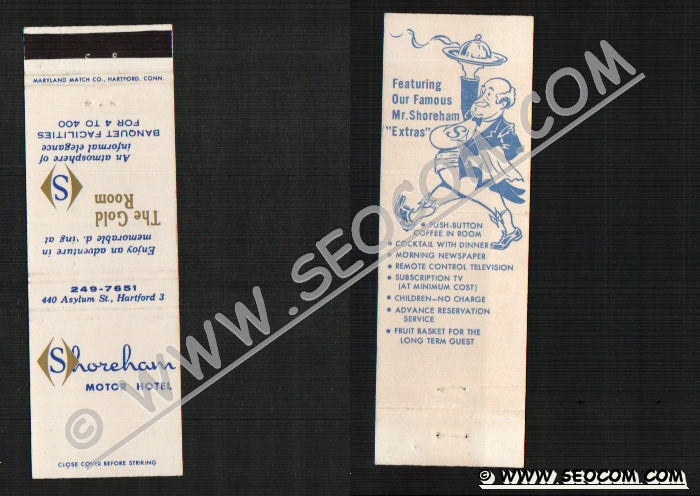 MARYLAND MATCH CO., HARTFORD, CONN.
Enjoy an adventure in
memorable d
ing at
The Gold
Room
S
An atmosphere of
informal elegance
BANQUET FACILITIES
FOR 4 TO 400
249-7651
440 Asylum St., Hartford 3
Shoreham
MOTOR HOTEL
CLOSE COVER BEFORE STRIKING
Featuring
Our Famous
Mr. Shoreham
"Extras"
S
• PUSH-BUTTON
COFFEE IN ROOM
• COCKTAIL WITH DINNER
• MORNING NEWSPAPER
• REMOTE CONTROL TELEVISION
• SUBSCRIPTION TV
(AT MINIMUM COST)
• CHILDREN—NO CHARGE
• ADVANCE RESERVATION
SERVICE
• FRUIT BASKET FOR THE
LONG TERM GUEST
© WWW.SEOCOM.COM
© WWW.SEOCOM.COM